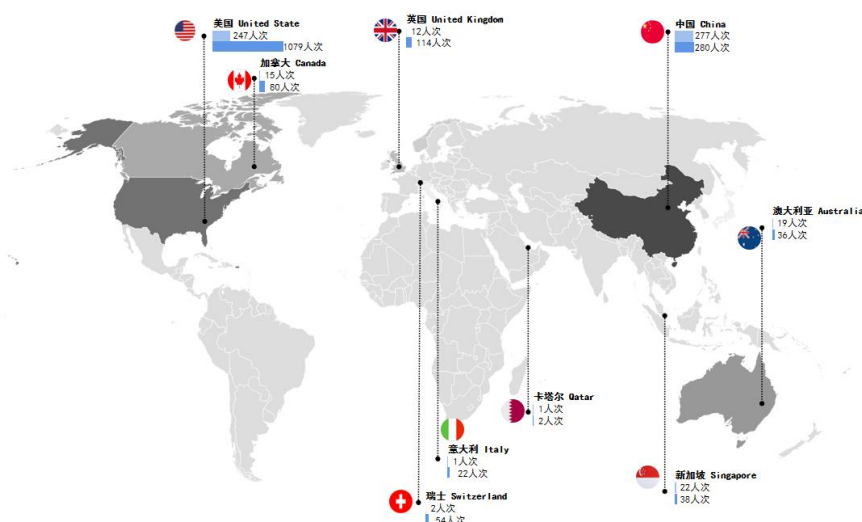 美国 United State
247人次
1079人次
加拿大 Canada
15人次
80人次
英国 United Kingdom
12人次
114人次
中国 China
277人次
280人次
澳大利亚 Australia
19人次
36人次
卡塔尔 Qatar
1人次
2人次
意大利 Italy
1人次
22人次
瑞士 Switzerland
2人次
54人次
新加坡 Singapore
22人次
38人次